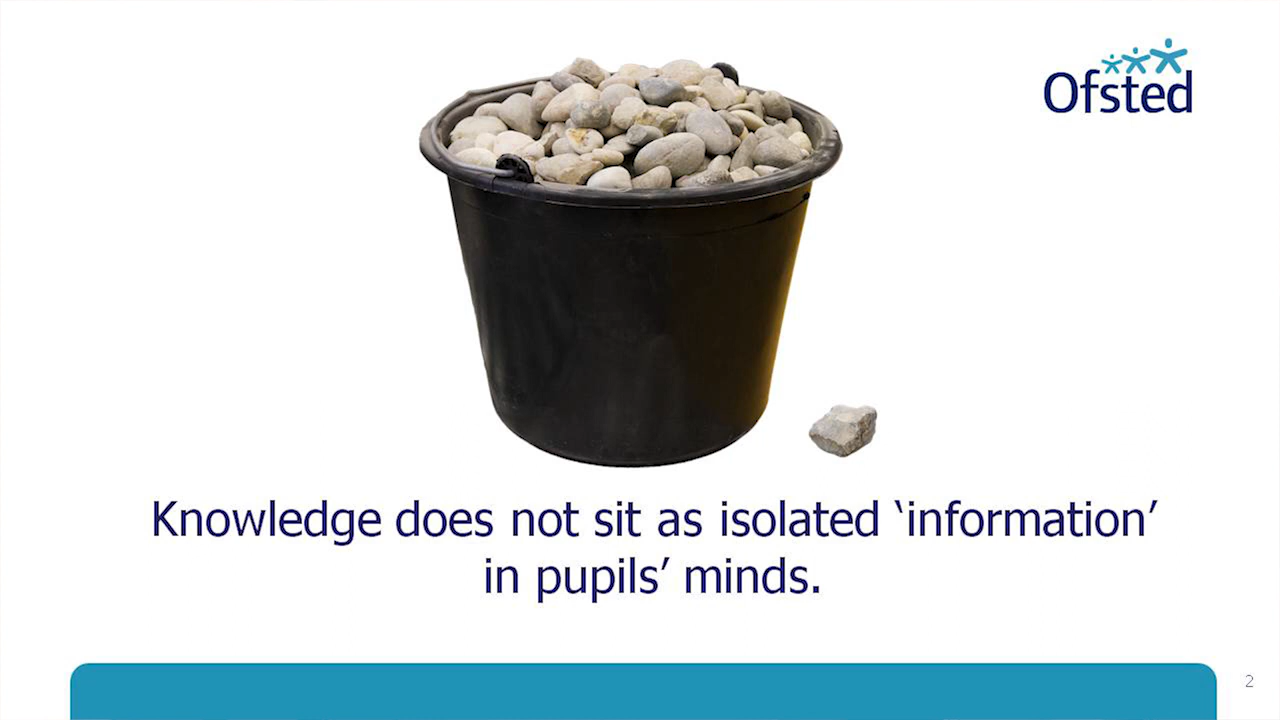 Ofsted
Knowledge does not sit as isolated ‘information’
in pupils’ minds.
2